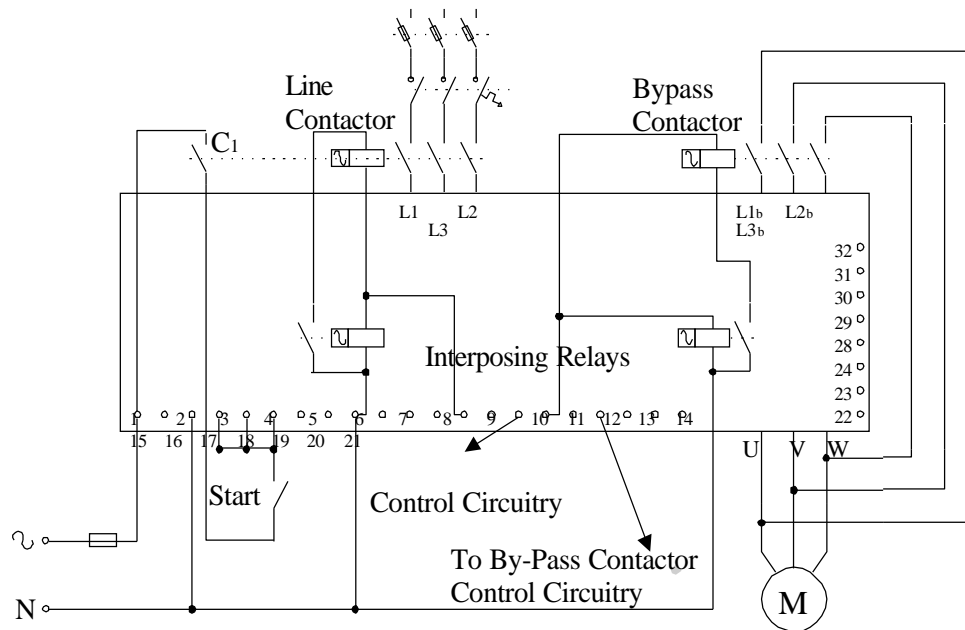 Line
Contactor
Bypass
Contactor
C1
L1 L2
L3
L1b L2b
L3b
32
31
30
29
28
24
23
22
Interposing Relays
1 2 3 4 5 6 7 8 9 10 11 12 13 14
15 16 17 18 19 20 21
U V W
Start
Control Circuitry
To By-Pass Contactor
Control Circuitry
N
M